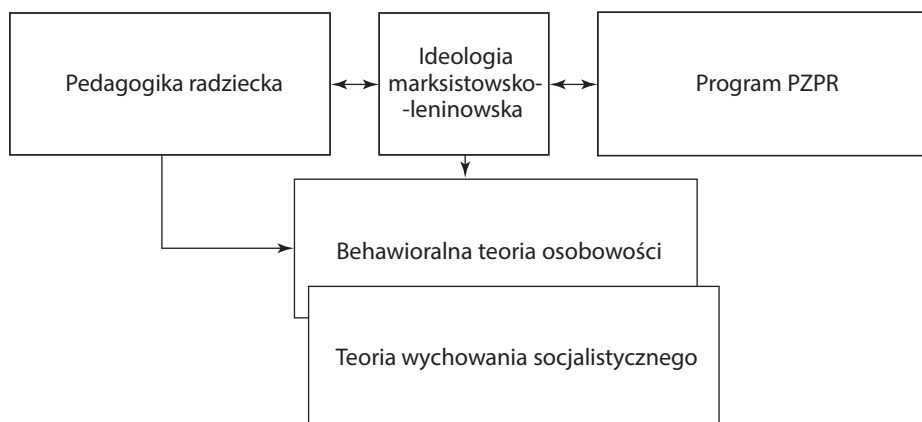 Pedagogika radziecka
Ideologia
marksistowsko-
-leninowska
Program PZPR
Behawioralna teoria osobowości
Teoria wychowania socjalistycznego